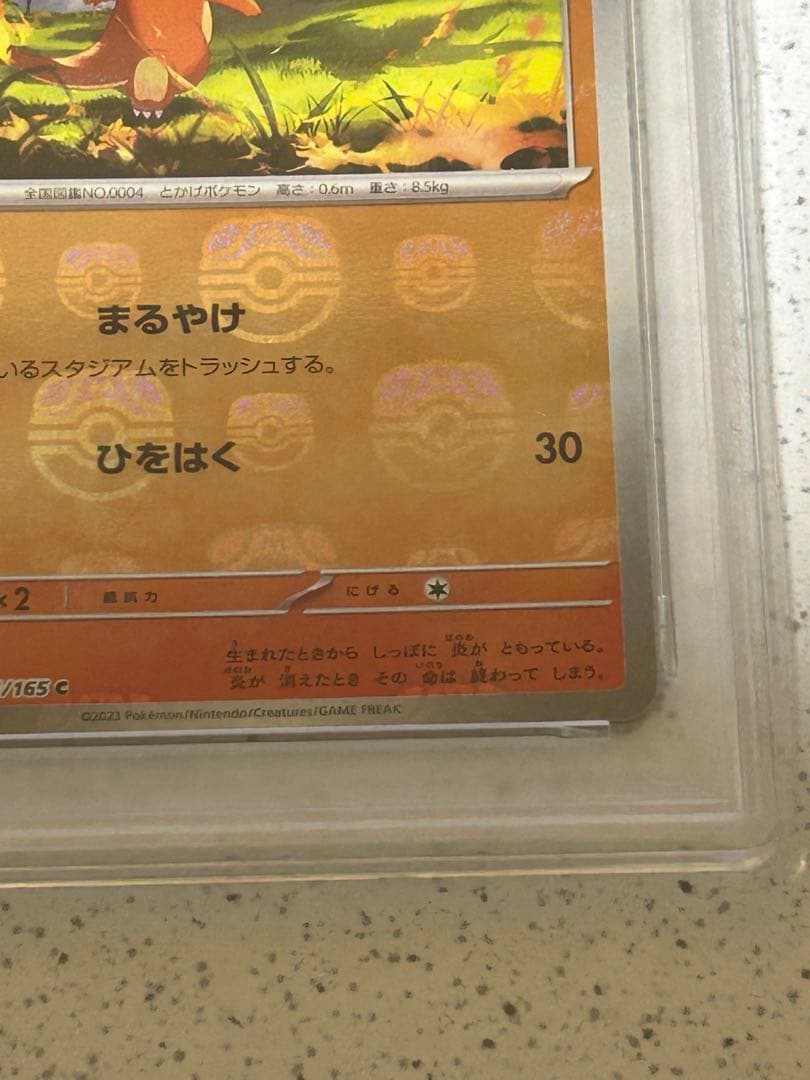 全国図鑑NO.0004 とかげポケモン 高さ:0.6m 重さ:8.5kg
まるやけ
いるスタジアムをトラッシュする。
ひをはく 30
×2 抵抗力 にげる
生まれたときから しっぽに 炎が ともっている。
炎が 消えたとき その 命は 終わって しまう。
/165 C
©2023 Pokémon/Nintendo/Creatures/GAME FREAK